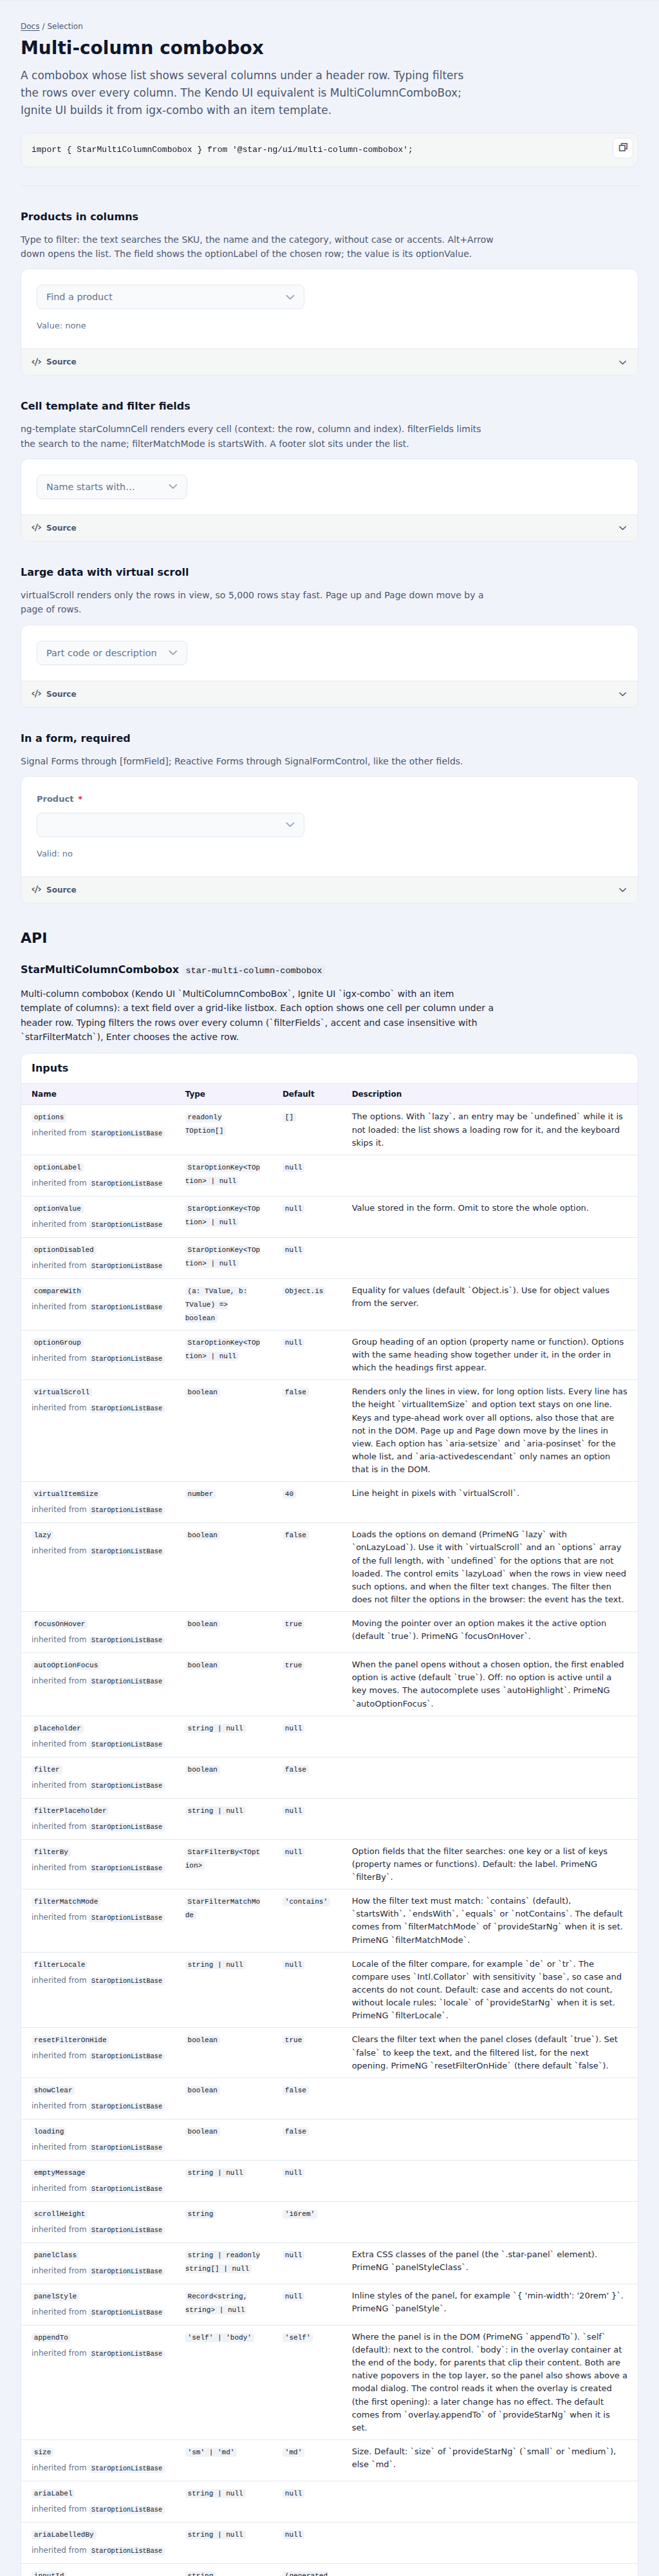 Docs / Selection
Multi-column combobox
A combobox whose list shows several columns under a header row. Typing filters
the rows over every column. The Kendo UI equivalent is MultiColumnComboBox;
Ignite UI builds it from igx-combo with an item template.
import { StarMultiColumnCombobox } from '@star-ng/ui/multi-column-combobox';
Products in columns
Type to filter: the text searches the SKU, the name and the category, without case or accents. Alt+Arrow
down opens the list. The field shows the optionLabel of the chosen row; the value is its optionValue.
Find a product
Value: none
Source
Cell template and filter fields
ng-template starColumnCell renders every cell (context: the row, column and index). filterFields limits
the search to the name; filterMatchMode is startsWith. A footer slot sits under the list.
Name starts with…
Source
Large data with virtual scroll
virtualScroll renders only the rows in view, so 5,000 rows stay fast. Page up and Page down move by a
page of rows.
Part code or description
Source
In a form, required
Signal Forms through [formField]; Reactive Forms through SignalFormControl, like the other fields.
Product *
Valid: no
Source
API
StarMultiColumnCombobox star-multi-column-combobox
Multi-column combobox (Kendo UI `MultiColumnComboBox`, Ignite UI `igx-combo` with an item
template of columns): a text field over a grid-like listbox. Each option shows one cell per column under a
header row. Typing filters the rows over every column (`filterFields`, accent and case insensitive with
`starFilterMatch`), Enter chooses the active row.
Inputs
Name Type Default Description
options readonly [] The options. With `lazy`, an entry may be `undefined` while it is
inherited from StarOptionListBase TOption[] not loaded: the list shows a loading row for it, and the keyboard
skips it.
optionLabel StarOptionKey<TOp null
inherited from StarOptionListBase tion> | null
optionValue StarOptionKey<TOp null Value stored in the form. Omit to store the whole option.
inherited from StarOptionListBase tion> | null
optionDisabled StarOptionKey<TOp null
inherited from StarOptionListBase tion> | null
compareWith (a: TValue, b: Object.is Equality for values (default `Object.is`). Use for object values
inherited from StarOptionListBase TValue) => from the server.
boolean
optionGroup StarOptionKey<TOp null Group heading of an option (property name or function). Options
inherited from StarOptionListBase tion> | null with the same heading show together under it, in the order in
which the headings first appear.
virtualScroll boolean false Renders only the lines in view, for long option lists. Every line has
inherited from StarOptionListBase the height `virtualItemSize` and option text stays on one line.
Keys and type-ahead work over all options, also those that are
not in the DOM. Page Up and Page Down move by the lines in
view. Each option has `aria-setsize` and `aria-posinset` for the
whole list, and `aria-activedescendant` only names an option
that is in the DOM.
virtualItemSize number 40 Line height in pixels with `virtualScroll`.
inherited from StarOptionListBase
lazy boolean false Loads the options on demand (PrimeNG `lazy` with
inherited from StarOptionListBase `onLazyLoad`). Use it with `virtualScroll` and an `options` array
of the full length, with `undefined` for the options that are not
loaded. The control emits `lazyLoad` when the rows in view need
such options, and when the filter text changes. The filter then
does not filter the options in the browser: the event has the text.
focusOnHover boolean true Moving the pointer over an option makes it the active option
inherited from StarOptionListBase (default `true`). PrimeNG `focusOnHover`.
autoOptionFocus boolean true When the panel opens without a chosen option, the first enabled
inherited from StarOptionListBase option is active (default `true`). Off: no option is active until a
key moves. The autocomplete uses `autoHighlight`. PrimeNG
`autoOptionFocus`.
placeholder string | null null
inherited from StarOptionListBase
filter boolean false
inherited from StarOptionListBase
filterPlaceholder string | null null
inherited from StarOptionListBase
filterBy StarFilterBy<TOpt null Option fields that the filter searches: one key or a list of keys
inherited from StarOptionListBase ion> (property names or functions). Default: the label. PrimeNG
`filterBy`.
filterMatchMode StarFilterMatchMo 'contains' How the filter text must match: `contains` (default),
inherited from StarOptionListBase de `startsWith`, `endsWith`, `equals` or `notContains`. The default
comes from `filterMatchMode` of `provideStarNg` when it is set.
PrimeNG `filterMatchMode`.
filterLocale string | null null Locale of the filter compare, for example `de` or `tr`. The
inherited from StarOptionListBase compare uses `Intl.Collator` with sensitivity `base`, so case and
accents do not count. Default: case and accents do not count,
without locale rules; `locale` of `provideStarNg` when it is set.
PrimeNG `filterLocale`.
resetFilterOnHide boolean true Clears the filter text when the panel closes (default `true`). Set
inherited from StarOptionListBase `false` to keep the text, and the filtered list, for the next
opening. PrimeNG `resetFilterOnHide` (there default `false`).
showClear boolean false
inherited from StarOptionListBase
loading boolean false
inherited from StarOptionListBase
emptyMessage string | null null
inherited from StarOptionListBase
scrollHeight string '16rem'
inherited from StarOptionListBase
panelClass string | readonly null Extra CSS classes of the panel (the `.star-panel` element).
inherited from StarOptionListBase string[] | null PrimeNG `panelStyleClass`.
panelStyle Record<string, null Inline styles of the panel, for example `{ 'min-width': '20rem' }`.
inherited from StarOptionListBase string> | null PrimeNG `panelStyle`.
appendTo 'self' | 'body' 'self' Where the panel is in the DOM (PrimeNG `appendTo`). `self`
inherited from StarOptionListBase (default): next to the control. `body`: in the overlay container at
the end of the body, for parents that clip their content. Both are
native popovers in the top layer, so the panel also shows above a
modal dialog. The control reads it when the overlay is created
(the first opening): a later change has no effect. The default
comes from `overlay.appendTo` of `provideStarNg` when it is
set.
size 'sm' | 'md' 'md' Size. Default: `size` of `provideStarNg` (`small` or `medium`),
inherited from StarOptionListBase else `md`.
ariaLabel string | null null
inherited from StarOptionListBase
ariaLabelledBy string | null null
inherited from StarOptionListBase
inputId string (generated